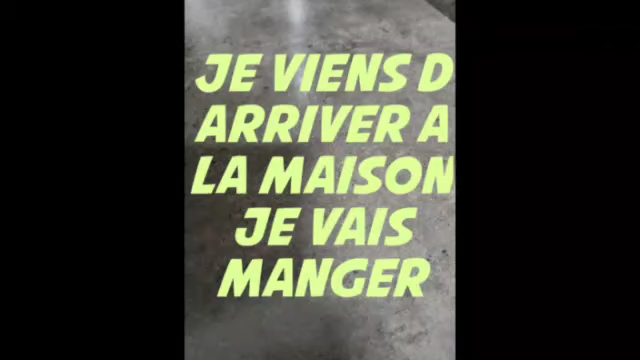 JE VIENS D
ARRIVER A
LA MAISON
JE VAIS
MANGER